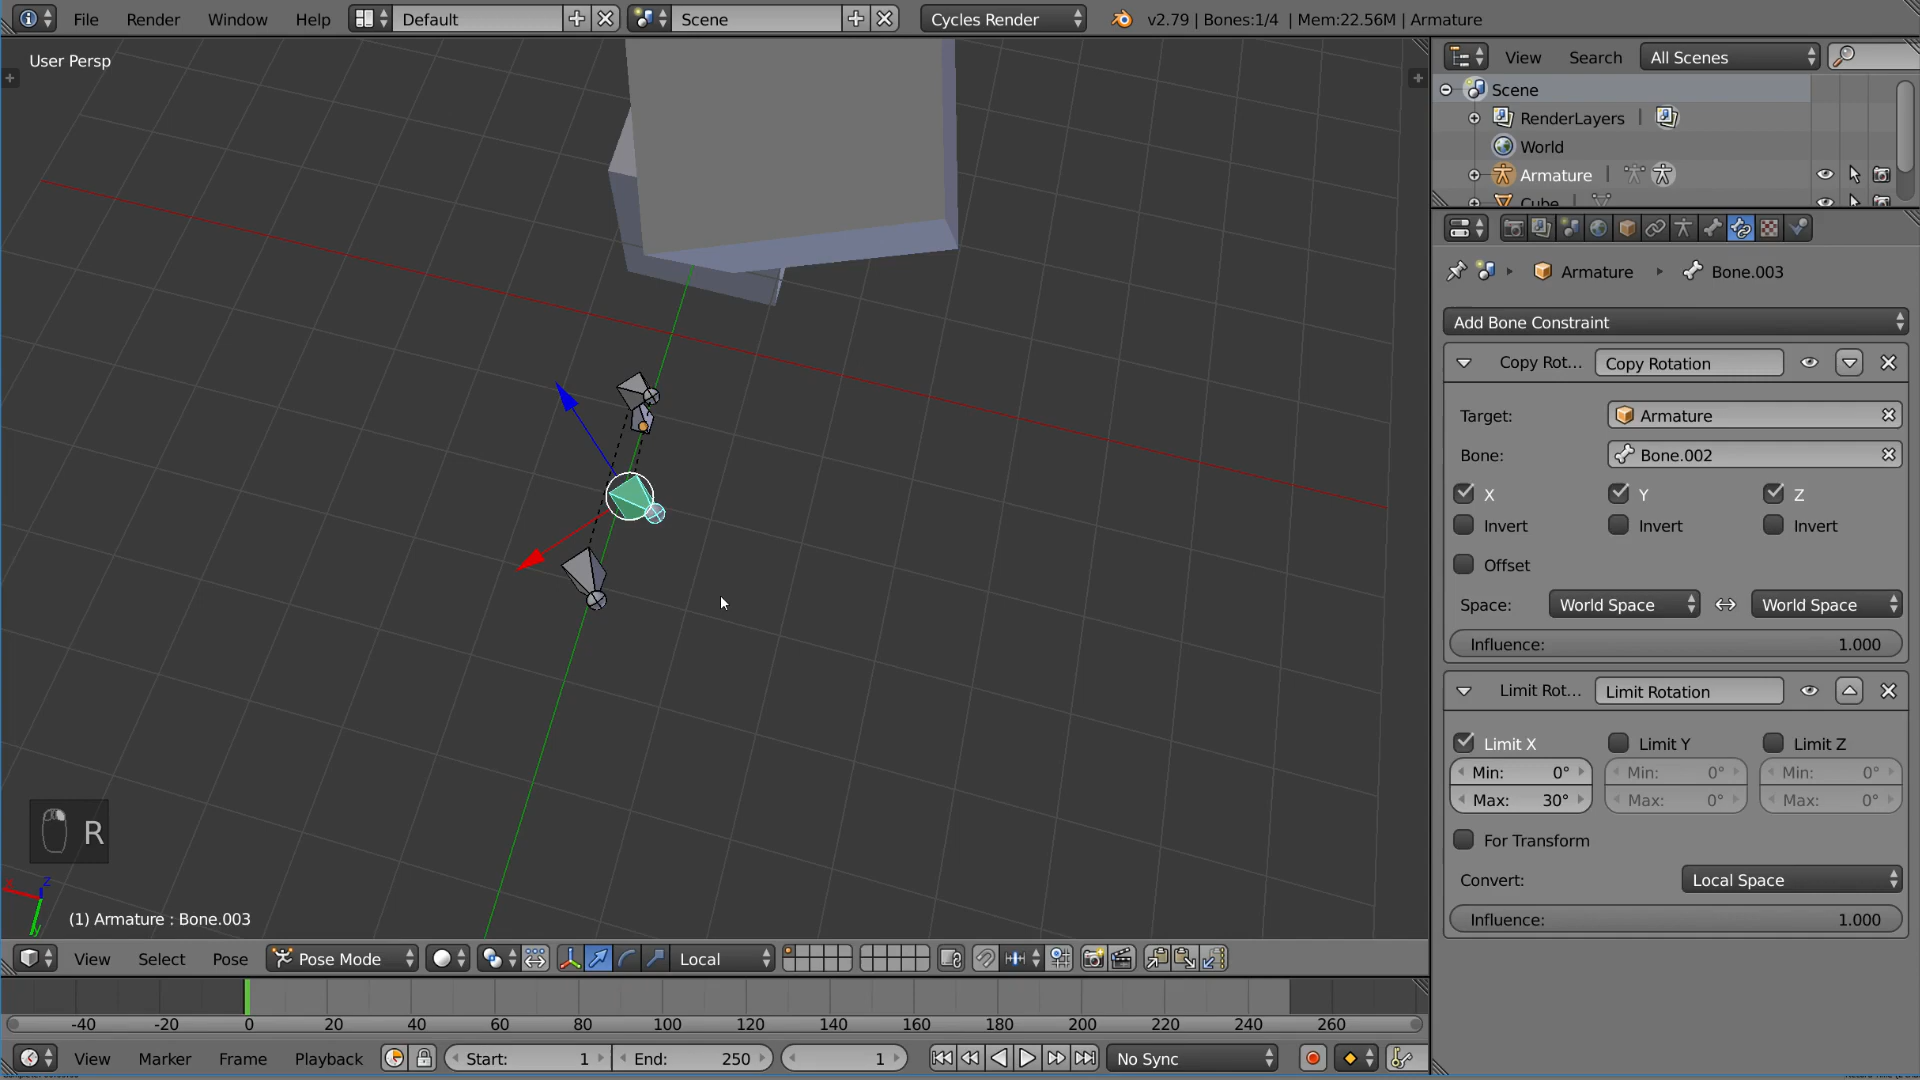 File Render Window Help Default Scene Cycles Render v2.79 | Bones:1/4 | Mem:22.56M | Armature
User Persp
View Search All Scenes
Scene
RenderLayers |
World
Armature |
Cube
Armature Bone.003
Add Bone Constraint
Copy Rot... Copy Rotation
Target: Armature
Bone: Bone.002
X Y Z
Invert Invert Invert
Offset
Space: World Space World Space
Influence: 1.000
Limit Rot... Limit Rotation
Limit X Limit Y Limit Z
Min: 0° Min: 0° Min: 0°
Max: 30° Max: 0° Max: 0°
For Transform
Convert: Local Space
Influence: 1.000
R
(1) Armature : Bone.003
View Select Pose Pose Mode Local
-40 -20 0 20 40 60 80 100 120 140 160 180 200 220 240 260
View Marker Frame Playback Start: 1 End: 250 1 No Sync